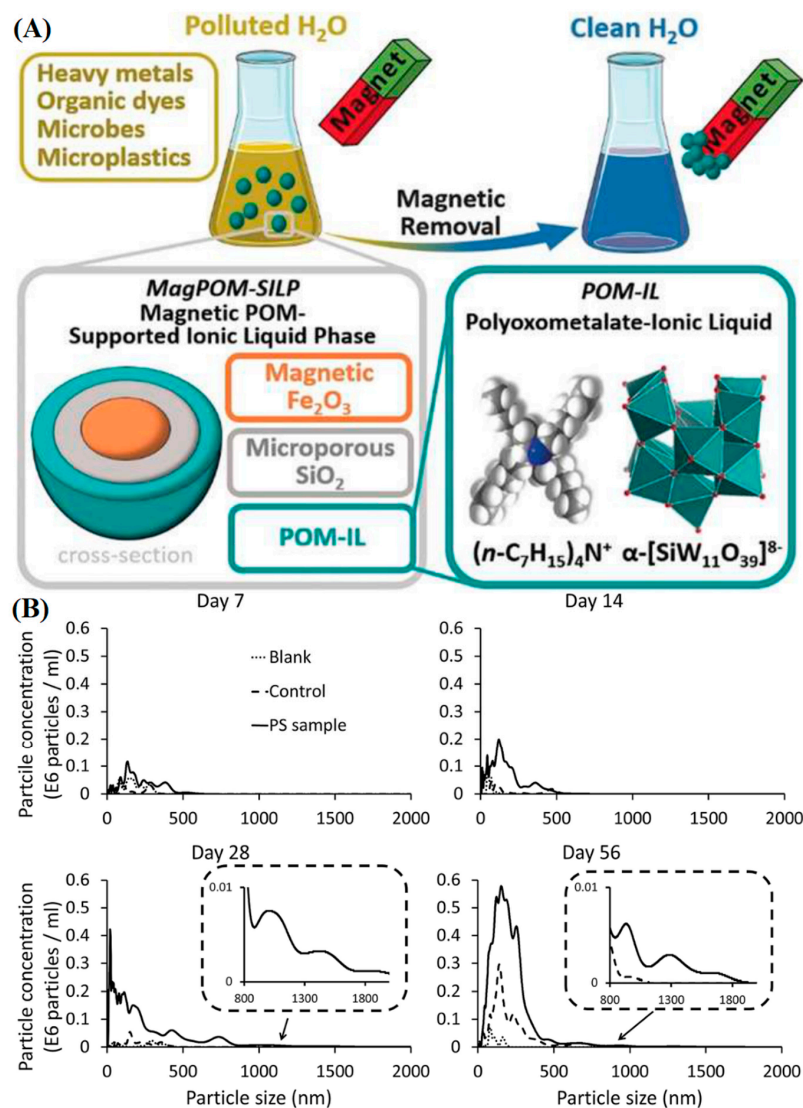 (A)
Polluted H₂O
Clean H₂O
Heavy metals
Organic dyes
Microbes
Microplastics
Magnet
Magnet
Magnetic
Removal
MagPOM-SILP
Magnetic POM-
Supported Ionic Liquid Phase
Magnetic
Fe₂O₃
Microporous
SiO₂
POM-IL
cross-section
POM-IL
Polyoxometalate-Ionic Liquid
(n-C₇H₁₅)₄N⁺ α-[SiW₁₁O₃₉]⁸⁻
(B)
Day 7
Partcile concentration
(E6 particles / ml)
0.6
0.5
0.4
0.3
0.2
0.1
0
Blank
Control
PS sample
0 500 1000 1500 2000
Day 14
0.6
0.5
0.4
0.3
0.2
0.1
0
0 500 1000 1500 2000
Day 28
Particle concentration
(E6 particles / ml)
0.6
0.5
0.4
0.3
0.2
0.1
0
0.01
0
800 1300 1800
0 500 1000 1500 2000
Particle size (nm)
Day 56
0.6
0.5
0.4
0.3
0.2
0.1
0
0.01
0
800 1300 1800
0 500 1000 1500 2000
Particle size (nm)